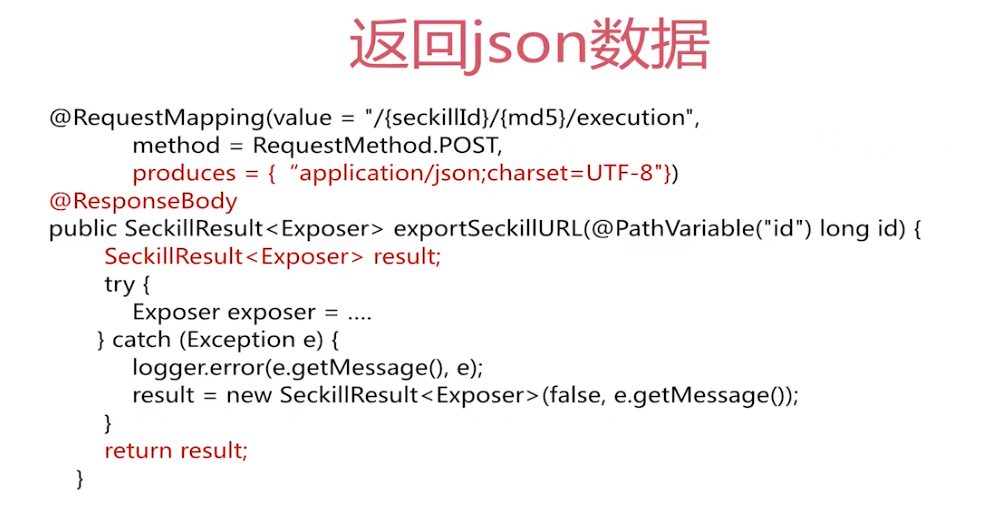 返回json数据
@RequestMapping(value = "/{seckillId}/{md5}/execution",
method = RequestMethod.POST,
produces = { “application/json;charset=UTF-8"})
@ResponseBody
public SeckillResult<Exposer> exportSeckillURL(@PathVariable("id") long id) {
SeckillResult<Exposer> result;
try {
Exposer exposer = ....
} catch (Exception e) {
logger.error(e.getMessage(), e);
result = new SeckillResult<Exposer>(false, e.getMessage());
}
return result;
}